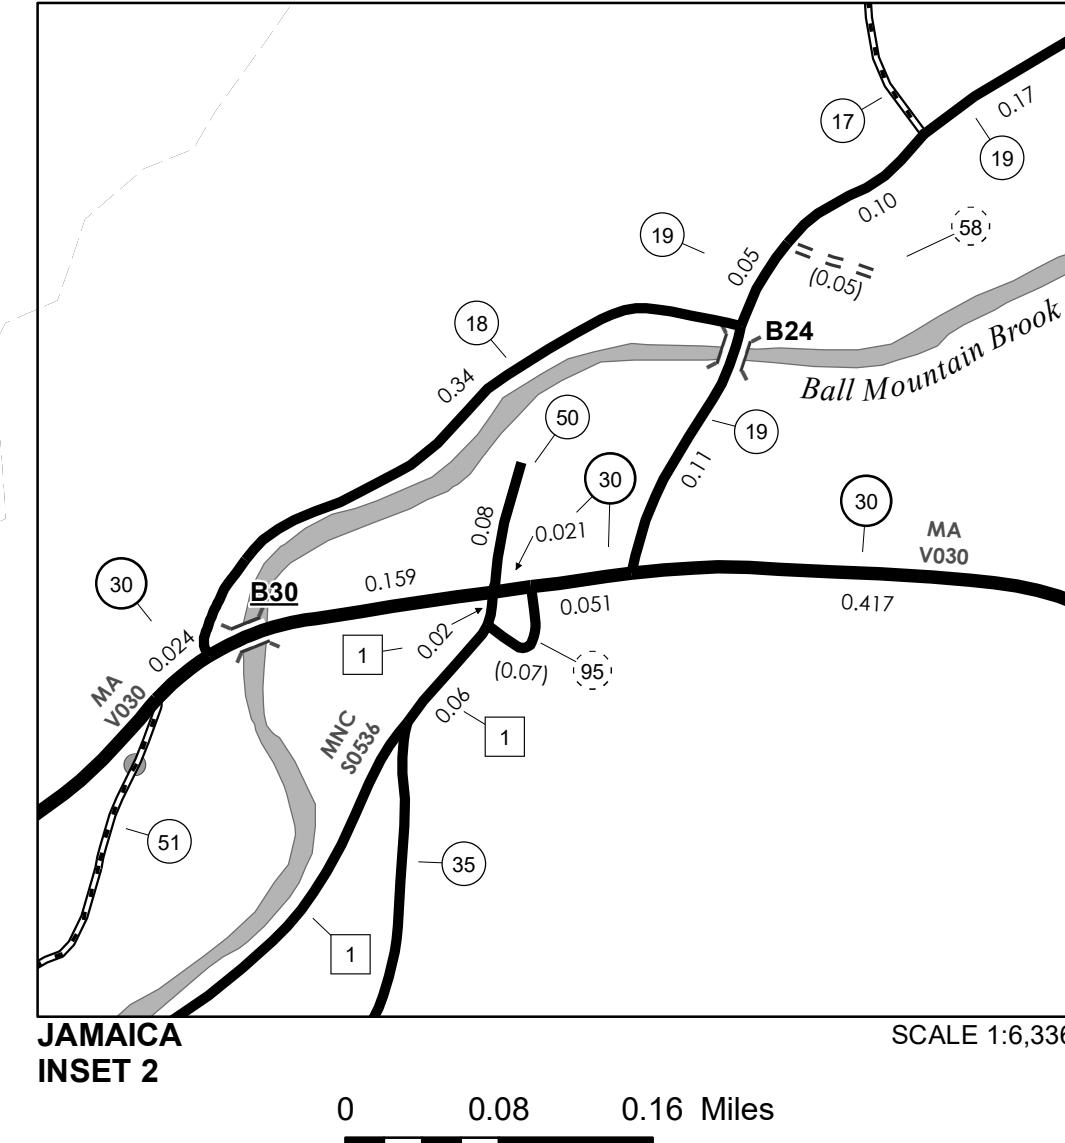 0.17
17
19
0.10
19
58
0.05
(0.05)
18
B24
Ball Mountain Brook
0.34
50
19
30
0.11
30
0.08
0.021
MA
V030
30
0.159
B30
0.051
0.417
0.024
1
0.02
(0.07)
95
MA
V030
0.06
MNC
S0536
1
51
35
1
JAMAICA
INSET 2
SCALE 1:6,336
0
0.08
0.16 Miles